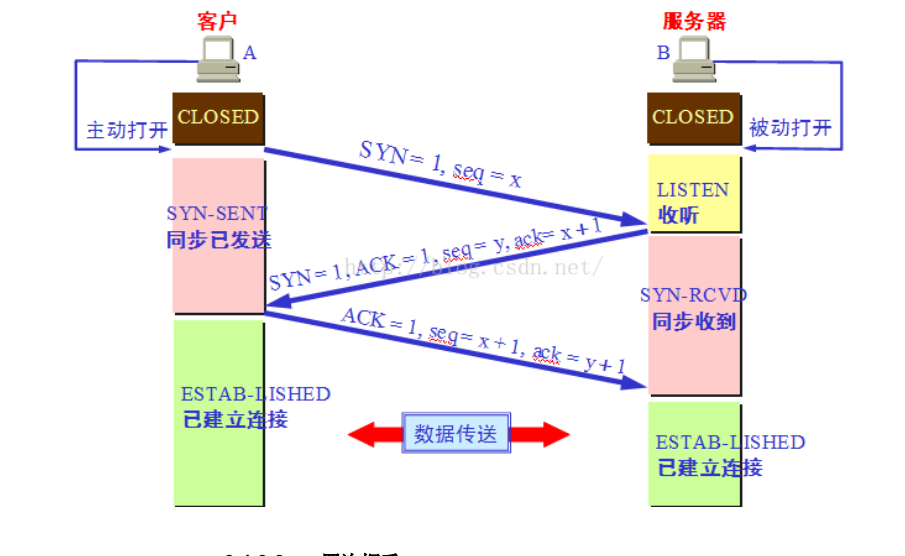 客户
服务器
A
B
CLOSED
CLOSED
主动打开
被动打开
SYN = 1, seq = x
LISTEN
收听
SYN-SENT
同步已发送
SYN = 1, ACK = 1, seq = y, ack= x + 1
http://blog.csdn.net/
SYN-RCVD
同步收到
ACK = 1, seq = x + 1, ack = y + 1
ESTAB-LISHED
已建立连接
数据传送
ESTAB-LISHED
已建立连接